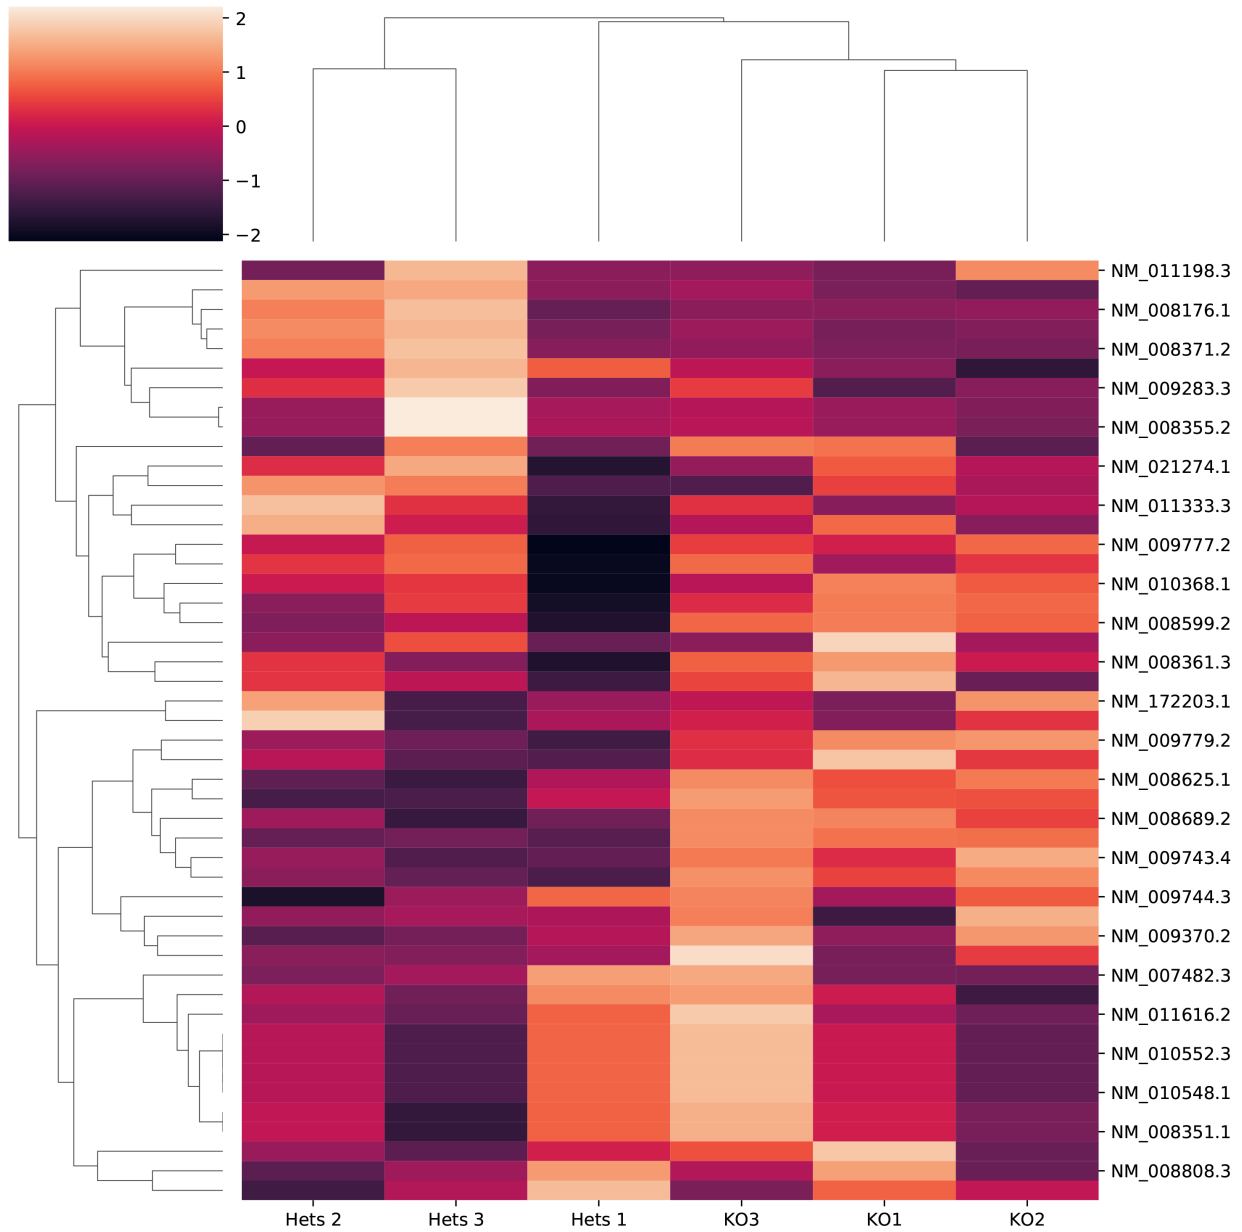 2
1
0
−1
−2
NM_011198.3
NM_008176.1
NM_008371.2
NM_009283.3
NM_008355.2
NM_021274.1
NM_011333.3
NM_009777.2
NM_010368.1
NM_008599.2
NM_008361.3
NM_172203.1
NM_009779.2
NM_008625.1
NM_008689.2
NM_009743.4
NM_009744.3
NM_009370.2
NM_007482.3
NM_011616.2
NM_010552.3
NM_010548.1
NM_008351.1
NM_008808.3
Hets 2 Hets 3 Hets 1 KO3 KO1 KO2